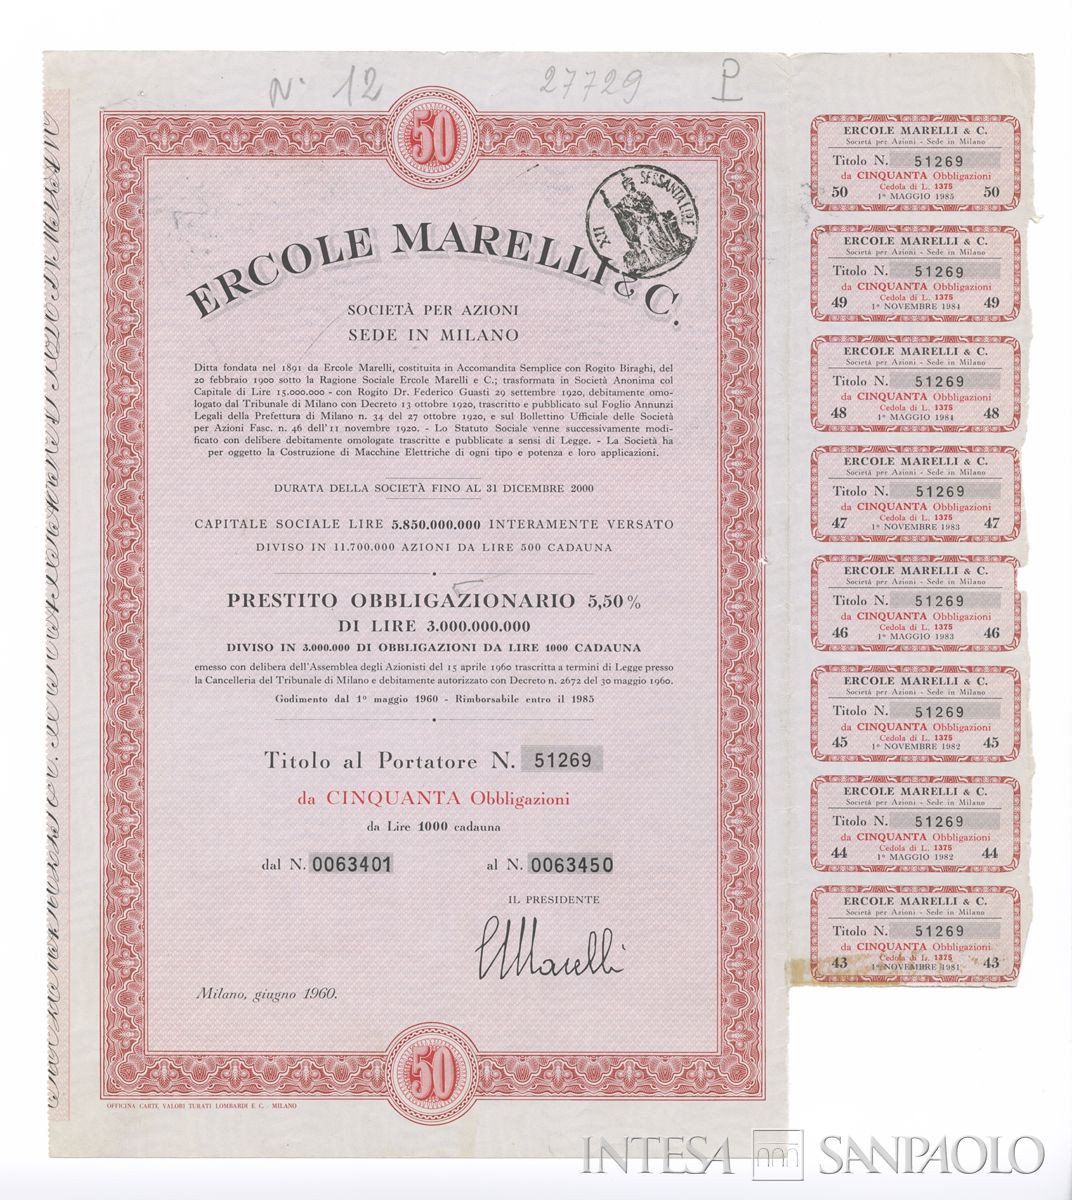 N. 12
27729
P
50
SESSANTA LIRE
XII
ERCOLE MARELLI & C.
SOCIETÀ PER AZIONI
SEDE IN MILANO
Ditta fondata nel 1891 da Ercole Marelli, costituita in Accomandita Semplice con Rogito Biraghi, del
20 febbraio 1900 sotto la Ragione Sociale Ercole Marelli e C.; trasformata in Società Anonima col
Capitale di Lire 15.000.000 - con Rogito Dr. Federico Guasti 29 settembre 1920, debitamente omo-
logato dal Tribunale di Milano con Decreto 13 ottobre 1920, trascritto e pubblicato sul Foglio Annunzi
Legali della Prefettura di Milano n. 34 del 27 ottobre 1920, e sul Bollettino Ufficiale delle Società
per Azioni Fasc. n. 46 dell'11 novembre 1920. - Lo Statuto Sociale venne successivamente modi-
ficato con delibere debitamente omologate trascritte e pubblicate a sensi di Legge. - La Società ha
per oggetto la Costruzione di Macchine Elettriche di ogni tipo e potenza e loro applicazioni.
DURATA DELLA SOCIETÀ FINO AL 31 DICEMBRE 2000
CAPITALE SOCIALE LIRE 5.850.000.000 INTERAMENTE VERSATO
DIVISO IN 11.700.000 AZIONI DA LIRE 500 CADAUNA
PRESTITO OBBLIGAZIONARIO 5,50%
DI LIRE 3.000.000.000
DIVISO IN 3.000.000 DI OBBLIGAZIONI DA LIRE 1000 CADAUNA
emesso con delibera dell'Assemblea degli Azionisti del 15 aprile 1960 trascritta a termini di Legge presso
la Cancelleria del Tribunale di Milano e debitamente autorizzato con Decreto n. 2672 del 30 maggio 1960.
Godimento dal 1° maggio 1960 - Rimborsabile entro il 1985
Titolo al Portatore N. 51269
da CINQUANTA Obbligazioni
da Lire 1000 cadauna
dal N. 0063401 al N. 0063450
IL PRESIDENTE
Marelli
Milano, giugno 1960.
50
OFFICINA CARTE VALORI TURATI LOMBARDI E C. - MILANO
ERCOLE MARELLI & C.
Società per Azioni - Sede in Milano
Titolo N. 51269
da CINQUANTA Obbligazioni
50 Cedola di L. 1375 50
1° MAGGIO 1985
ERCOLE MARELLI & C.
Società per Azioni - Sede in Milano
Titolo N. 51269
da CINQUANTA Obbligazioni
49 Cedola di L. 1375 49
1° NOVEMBRE 1984
ERCOLE MARELLI & C.
Società per Azioni - Sede in Milano
Titolo N. 51269
da CINQUANTA Obbligazioni
48 Cedola di L. 1375 48
1° MAGGIO 1984
ERCOLE MARELLI & C.
Società per Azioni - Sede in Milano
Titolo N. 51269
da CINQUANTA Obbligazioni
47 Cedola di L. 1375 47
1° NOVEMBRE 1983
ERCOLE MARELLI & C.
Società per Azioni - Sede in Milano
Titolo N. 51269
da CINQUANTA Obbligazioni
46 Cedola di L. 1375 46
1° MAGGIO 1983
ERCOLE MARELLI & C.
Società per Azioni - Sede in Milano
Titolo N. 51269
da CINQUANTA Obbligazioni
45 Cedola di L. 1375 45
1° NOVEMBRE 1982
ERCOLE MARELLI & C.
Società per Azioni - Sede in Milano
Titolo N. 51269
da CINQUANTA Obbligazioni
44 Cedola di L. 1375 44
1° MAGGIO 1982
ERCOLE MARELLI & C.
Società per Azioni - Sede in Milano
Titolo N. 51269
da CINQUANTA Obbligazioni
43 Cedola di L. 1375 43
1° NOVEMBRE 1981
INTESA SANPAOLO